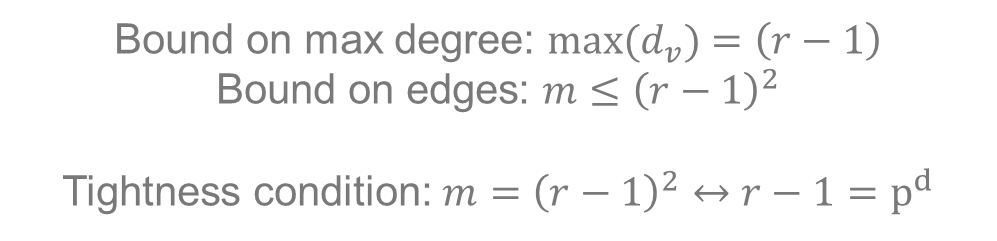 Bound on max degree: max(d_v) = (r − 1)
Bound on edges: m ≤ (r − 1)²
Tightness condition: m = (r − 1)² ↔ r − 1 = p^d